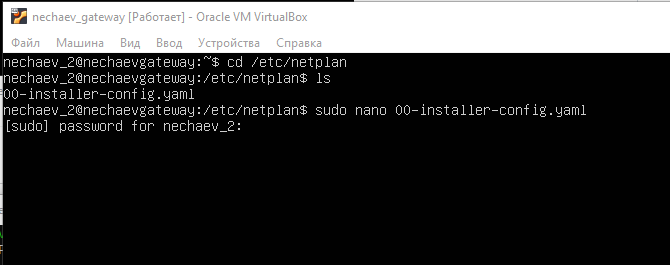 nechaev_gateway [Работает] - Oracle VM VirtualBox
Файл Машина Вид Ввод Устройства Справка
nechaev_2@nechaevgateway:~$ cd /etc/netplan
nechaev_2@nechaevgateway:/etc/netplan$ ls
00-installer-config.yaml
nechaev_2@nechaevgateway:/etc/netplan$ sudo nano 00-installer-config.yaml
[sudo] password for nechaev_2: